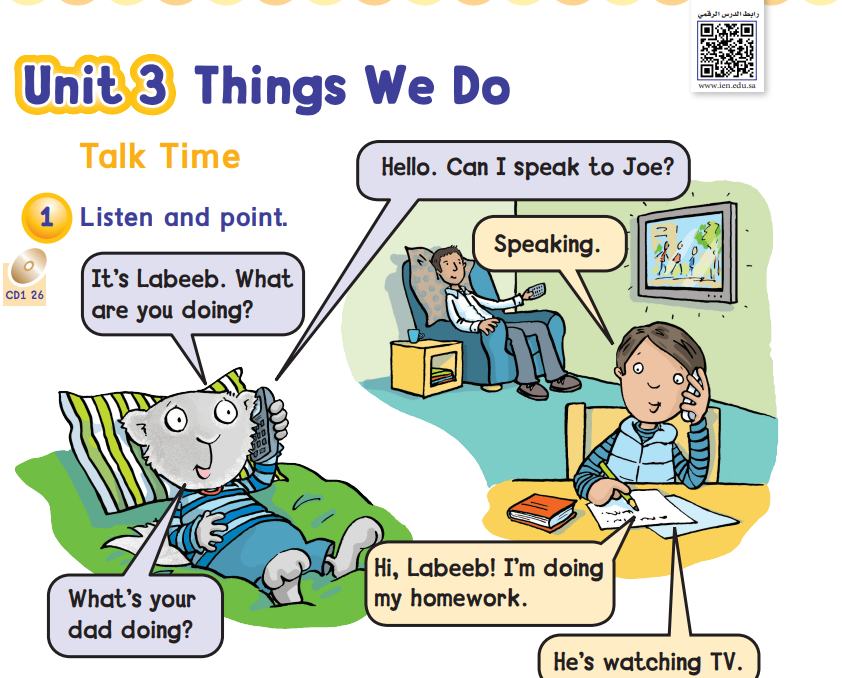 رابط الدرس الرقمي
www.ien.edu.sa
Unit 3 Things We Do
Talk Time
1 Listen and point.
CD1 26
Hello. Can I speak to Joe?
Speaking.
It's Labeeb. What
are you doing?
Hi, Labeeb! I'm doing
my homework.
What's your
dad doing?
He's watching TV.